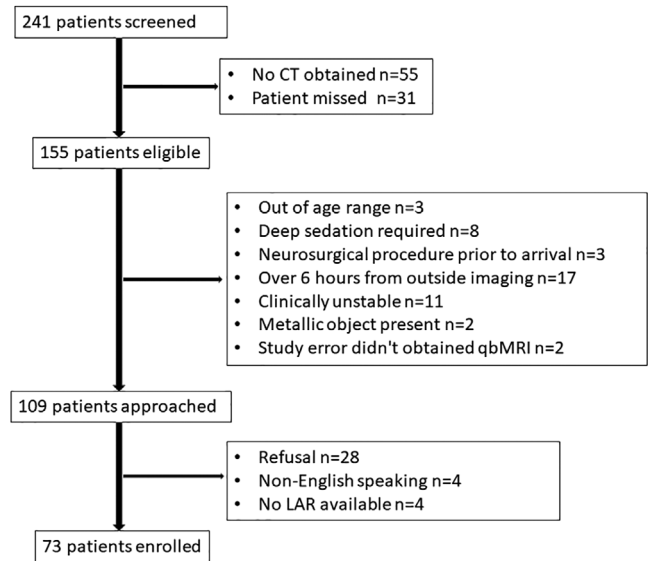 241 patients screened
• No CT obtained n=55
• Patient missed n=31
155 patients eligible
• Out of age range n=3
• Deep sedation required n=8
• Neurosurgical procedure prior to arrival n=3
• Over 6 hours from outside imaging n=17
• Clinically unstable n=11
• Metallic object present n=2
• Study error didn't obtained qbMRI n=2
109 patients approached
• Refusal n=28
• Non-English speaking n=4
• No LAR available n=4
73 patients enrolled